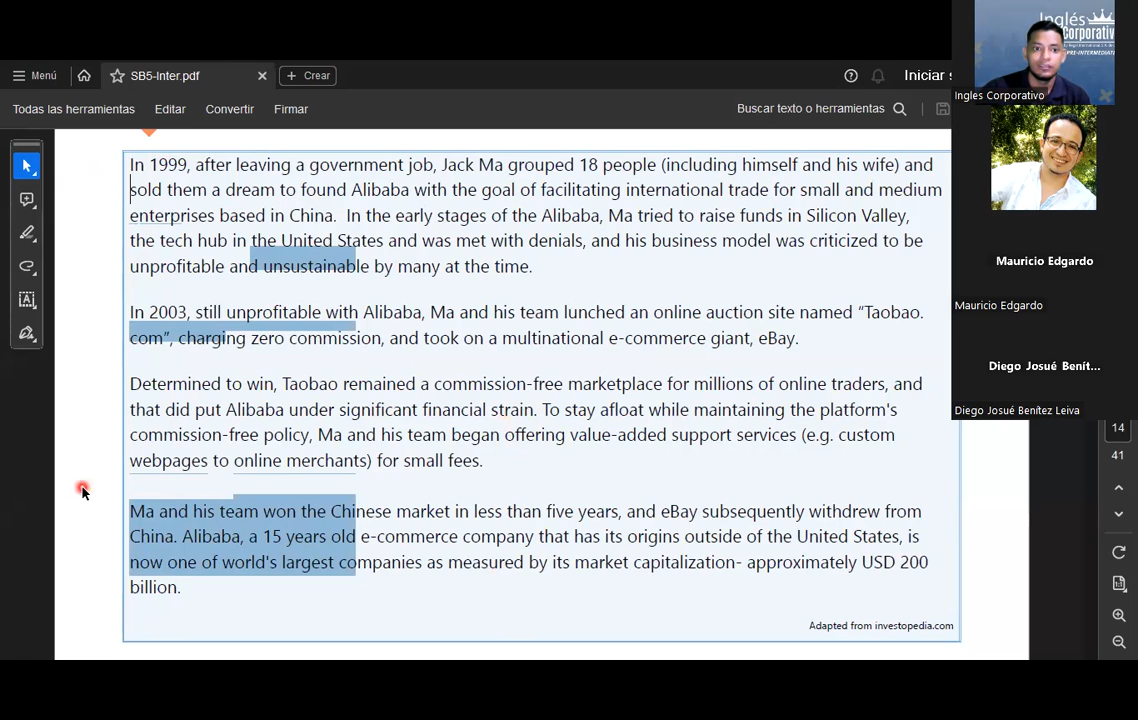 Menú
SB5-Inter.pdf
Crear
Iniciar s
Todas las herramientas
Editar
Convertir
Firmar
Buscar texto o herramientas
In 1999, after leaving a government job, Jack Ma grouped 18 people (including himself and his wife) and
sold them a dream to found Alibaba with the goal of facilitating international trade for small and medium
enterprises based in China.  In the early stages of the Alibaba, Ma tried to raise funds in Silicon Valley,
the tech hub in the United States and was met with denials, and his business model was criticized to be
unprofitable and unsustainable by many at the time.
In 2003, still unprofitable with Alibaba, Ma and his team lunched an online auction site named “Taobao.
com”, charging zero commission, and took on a multinational e-commerce giant, eBay.
Determined to win, Taobao remained a commission-free marketplace for millions of online traders, and
that did put Alibaba under significant financial strain. To stay afloat while maintaining the platform's
commission-free policy, Ma and his team began offering value-added support services (e.g. custom
webpages to online merchants) for small fees.
Ma and his team won the Chinese market in less than five years, and eBay subsequently withdrew from
China. Alibaba, a 15 years old e-commerce company that has its origins outside of the United States, is
now one of world's largest companies as measured by its market capitalization- approximately USD 200
billion.
Adapted from investopedia.com
Inglés
Corporativ
PRE-INTERMEDIATE
Ingles Corporativo
Mauricio Edgardo
Mauricio Edgardo
Diego Josué Benít...
Diego Josué Benítez Leiva
14
41